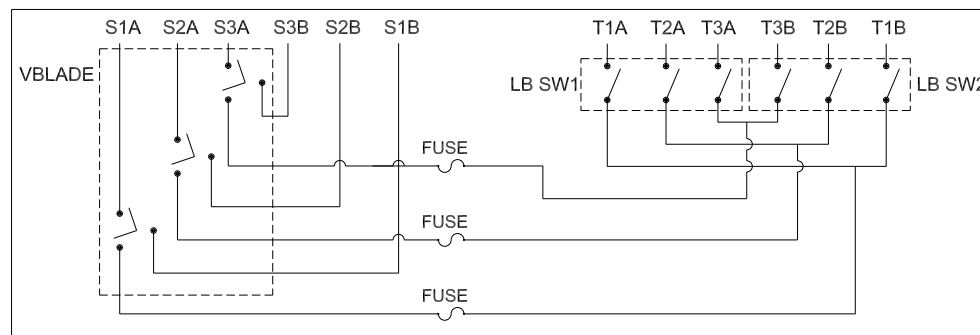 S1A S2A S3A S3B S2B S1B T1A T2A T3A T3B T2B T1B
VBLADE
LB SW1 LB SW2
FUSE
FUSE
FUSE